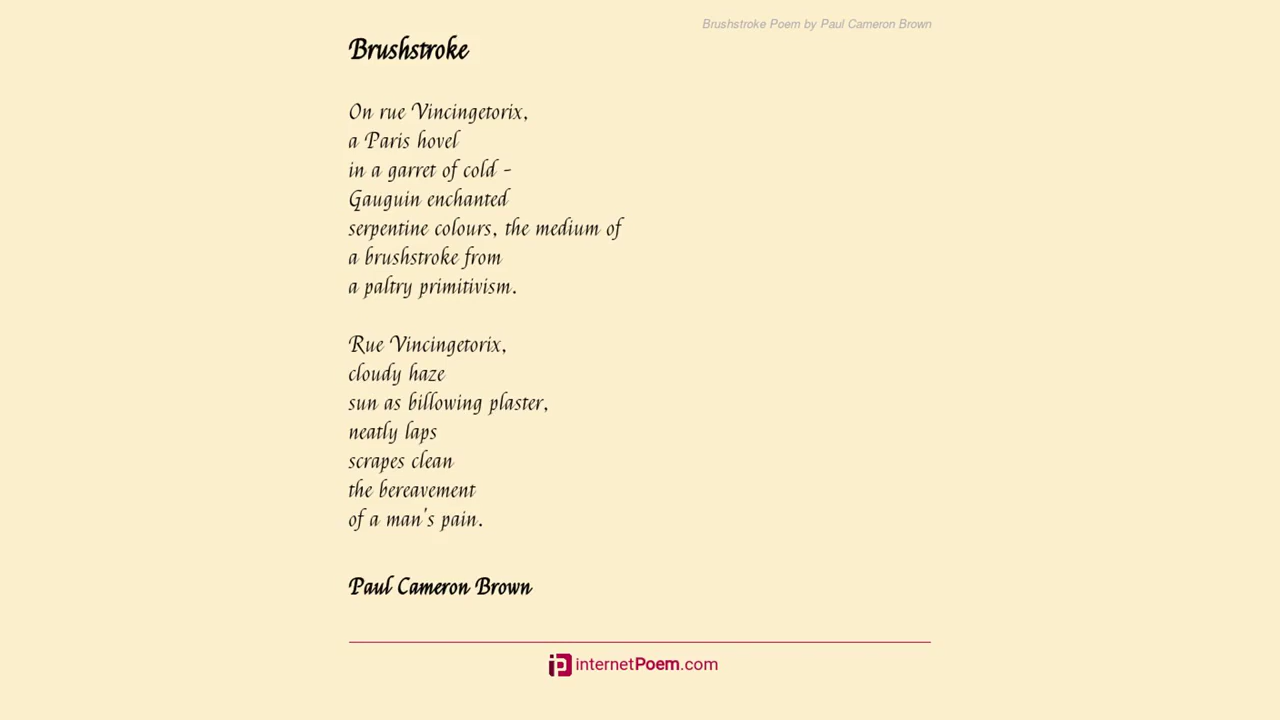 Brushstroke Poem by Paul Cameron Brown
Brushstroke
On rue Vincingetorix,
a Paris hovel
in a garret of cold -
Gauguin enchanted
serpentine colours, the medium of
a brushstroke from
a paltry primitivism.
Rue Vincingetorix,
cloudy haze
sun as billowing plaster,
neatly laps
scrapes clean
the bereavement
of a man's pain.
Paul Cameron Brown
internetPoem.com